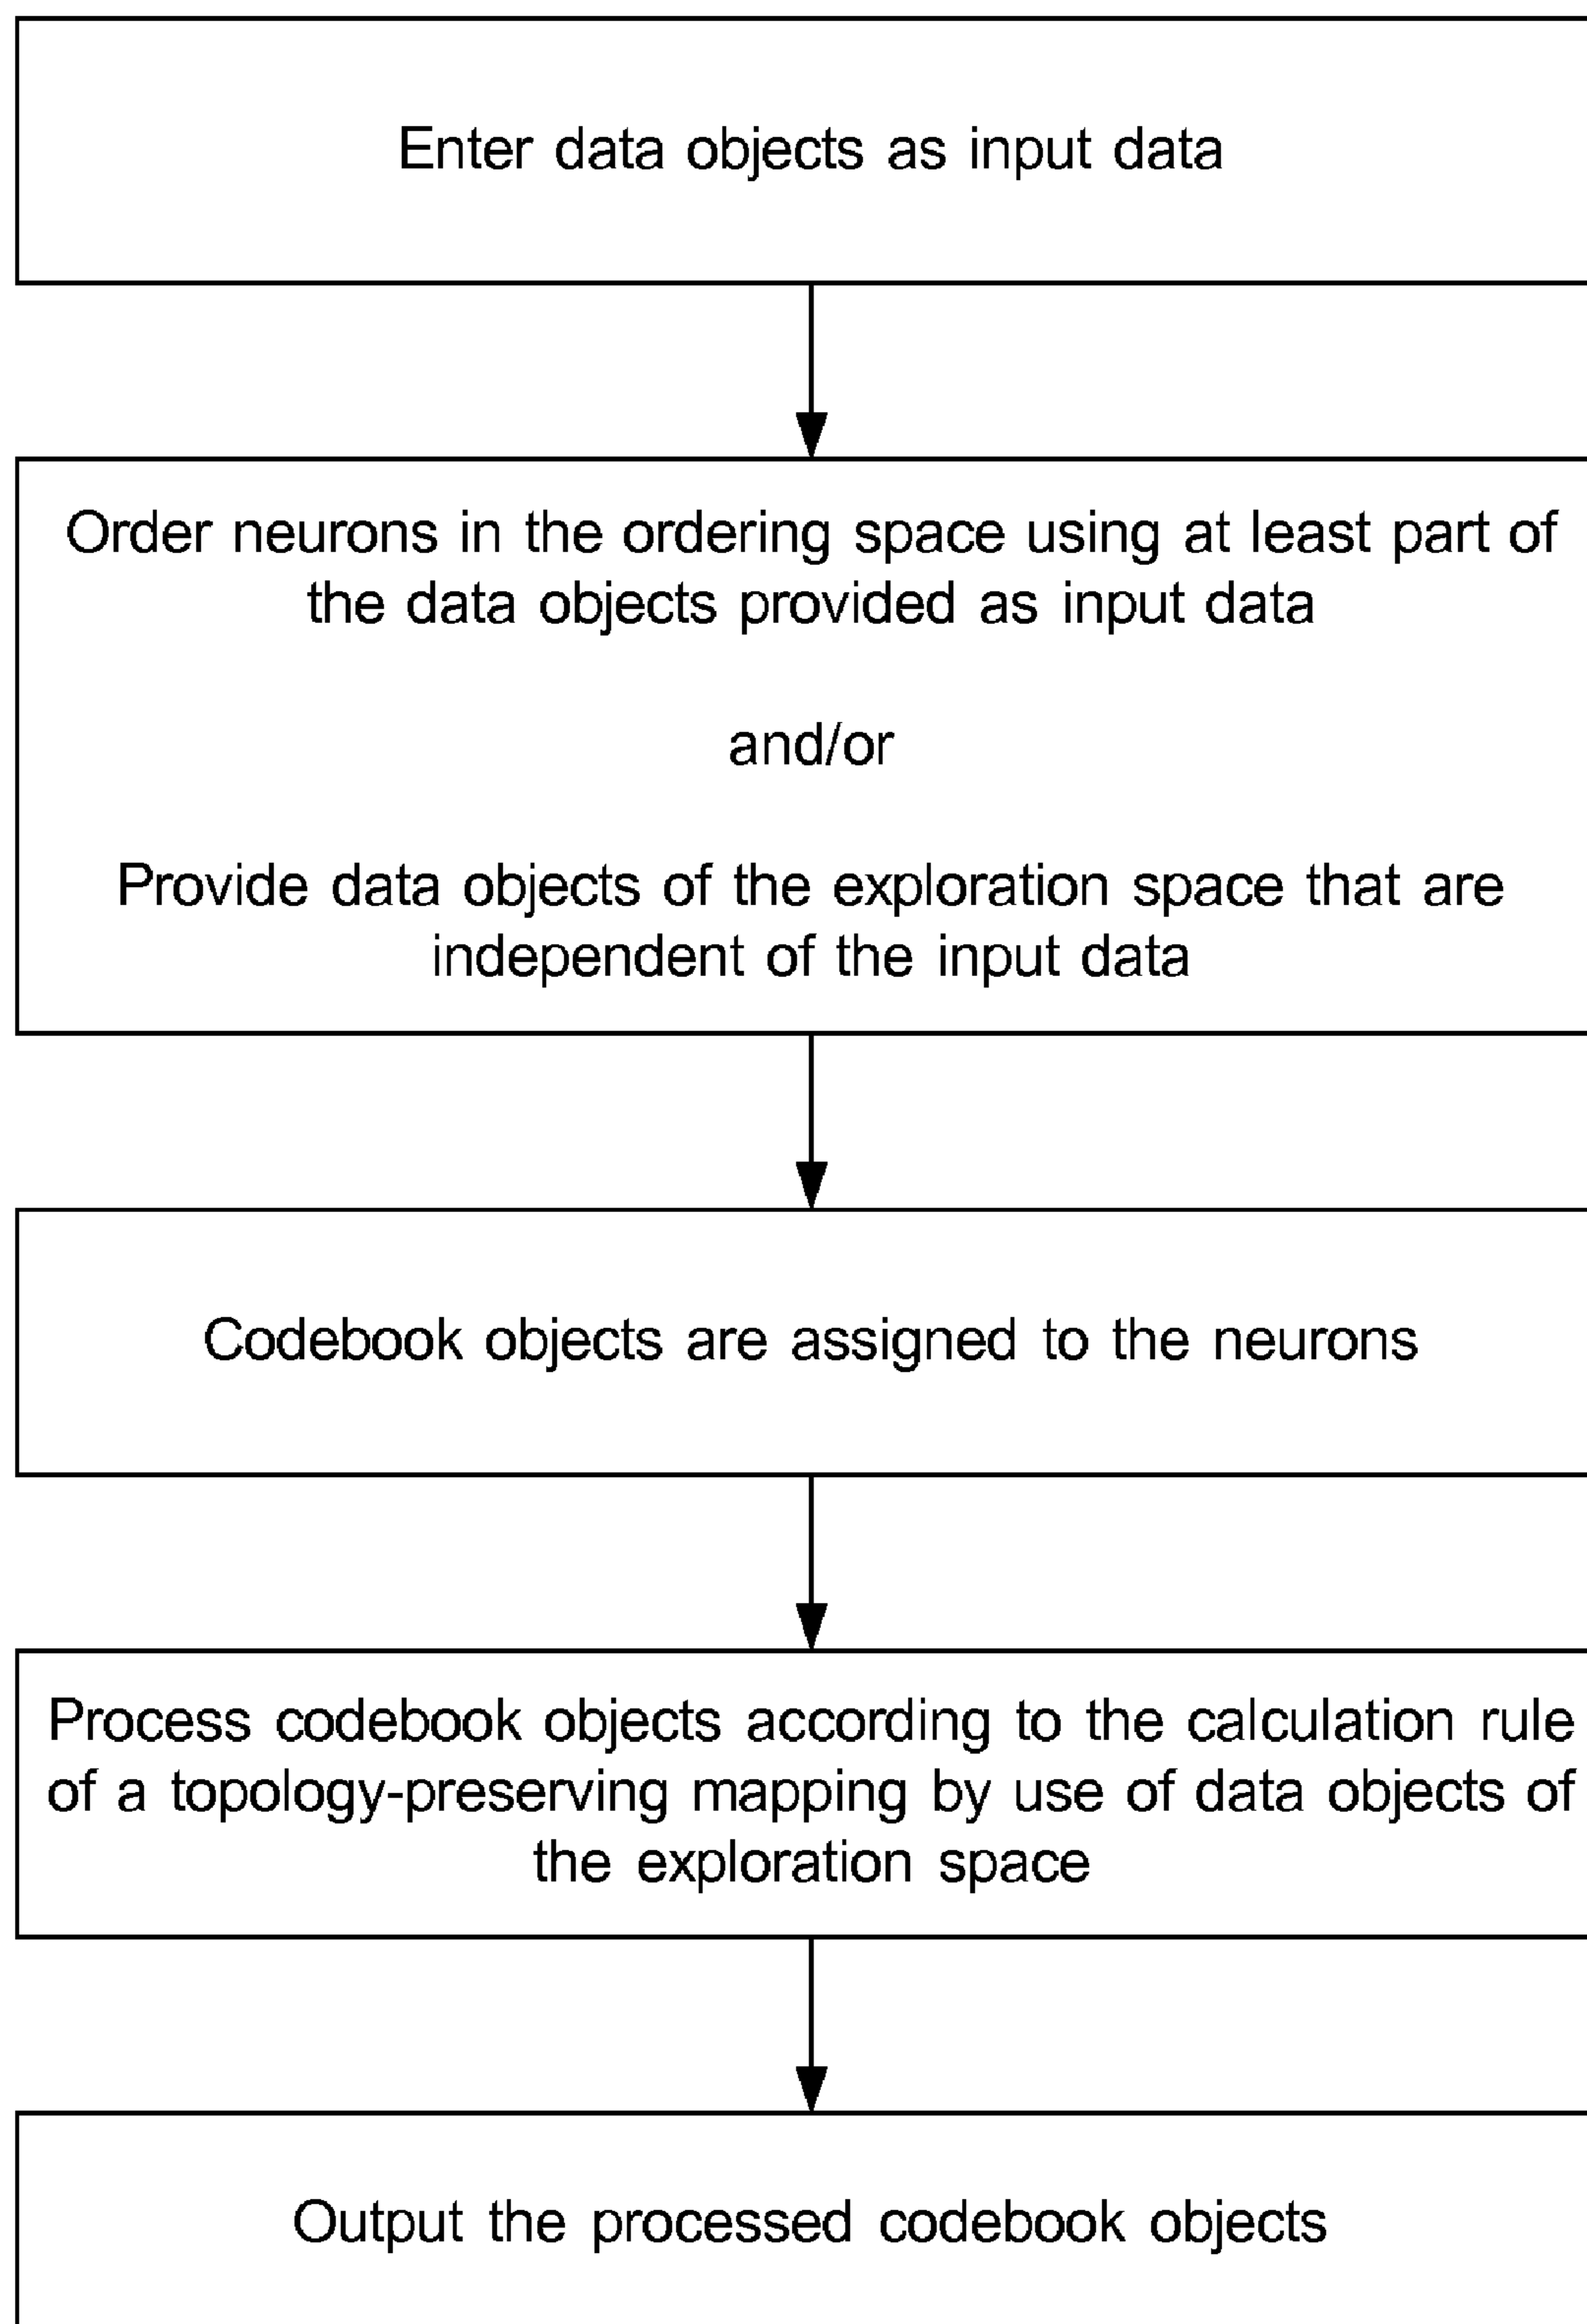 Enter data objects as input data
Order neurons in the ordering space using at least part of
the data objects provided as input data
and/or
Provide data objects of the exploration space that are
independent of the input data
Codebook objects are assigned to the neurons
Process codebook objects according to the calculation rule
of a topology-preserving mapping by use of data objects of
the exploration space
Output the processed codebook objects